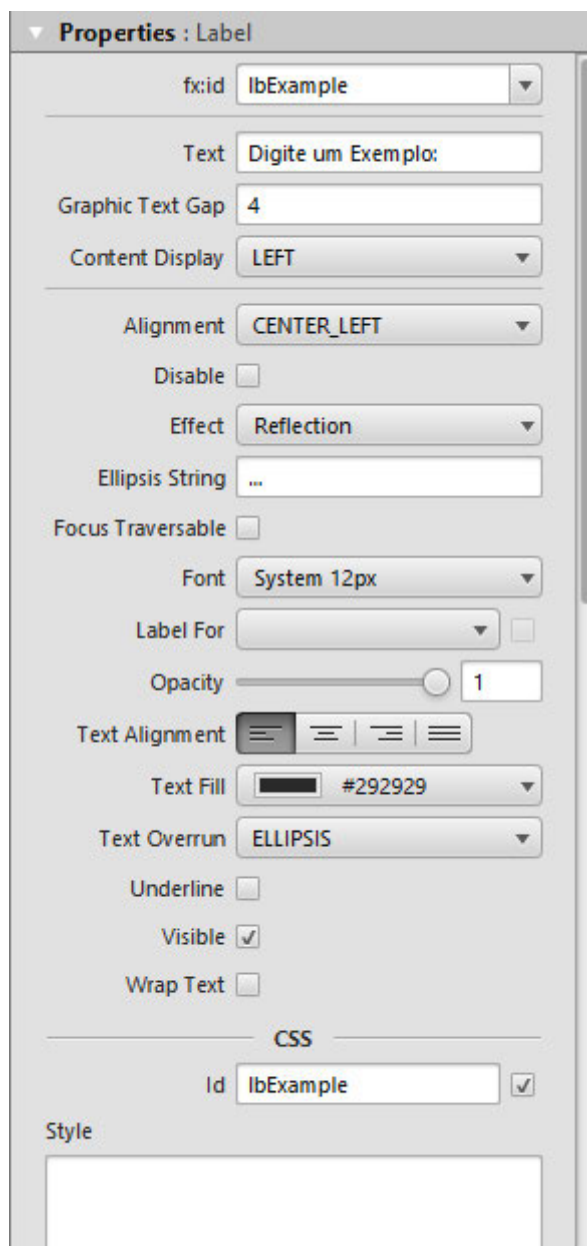 Properties : Label
fx:id lbExample
Text Digite um Exemplo:
Graphic Text Gap 4
Content Display LEFT
Alignment CENTER_LEFT
Disable
Effect Reflection
Ellipsis String ...
Focus Traversable
Font System 12px
Label For
Opacity 1
Text Alignment
Text Fill #292929
Text Overrun ELLIPSIS
Underline
Visible
Wrap Text
CSS
Id lbExample
Style